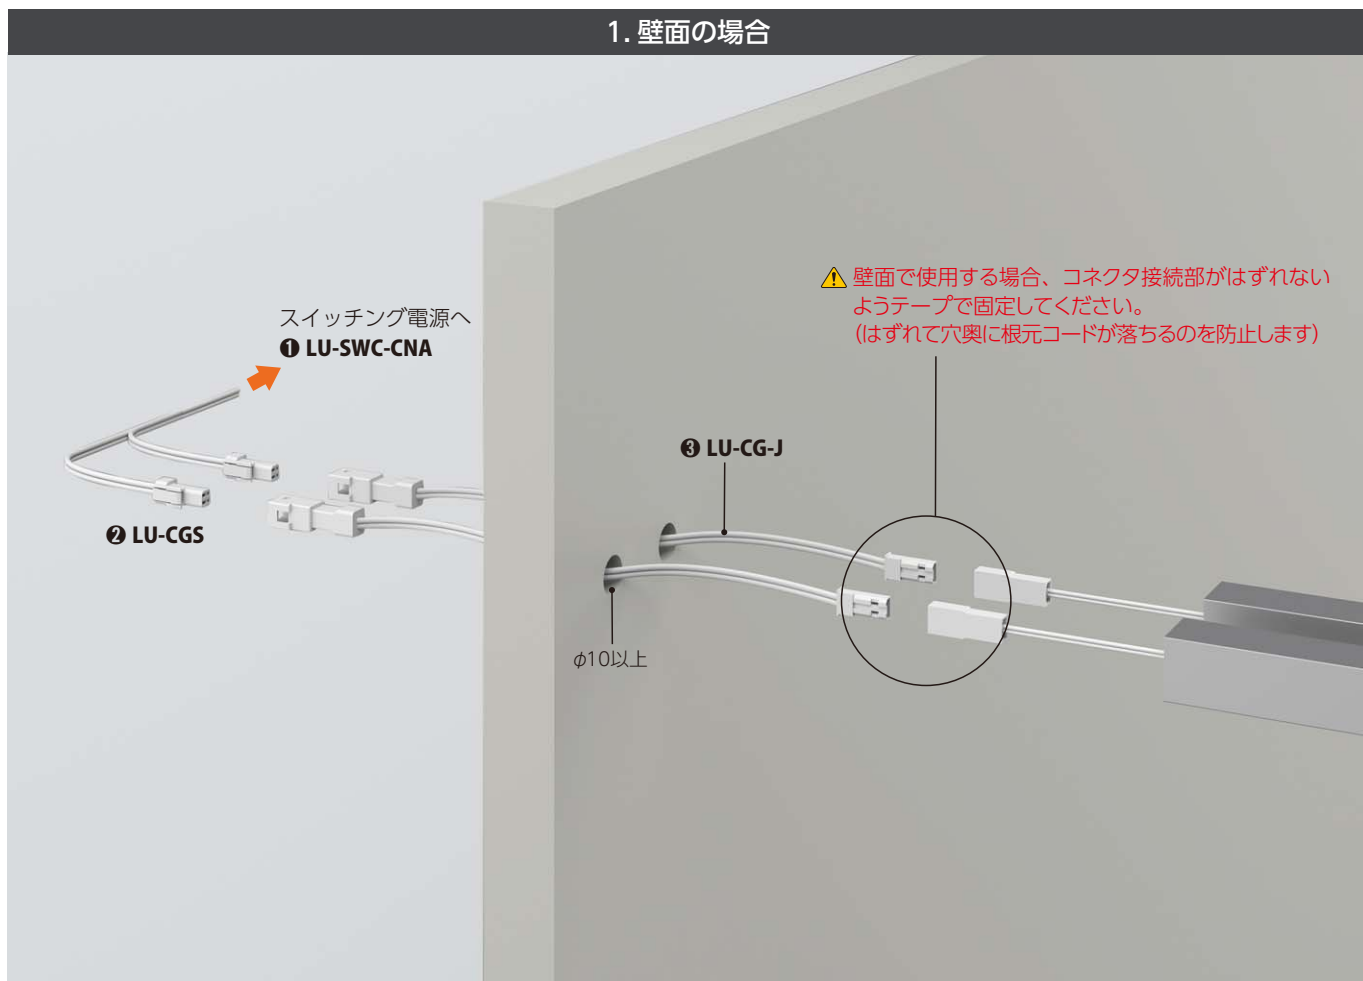 1. 壁面の場合
⚠ 壁面で使用する場合、コネクタ接続部がはずれない
ようテープで固定してください。
(はずれて穴奥に根元コードが落ちるのを防止します)
スイッチング電源へ
❶ LU-SWC-CNA
❸ LU-CG-J
❷ LU-CGS
φ10以上